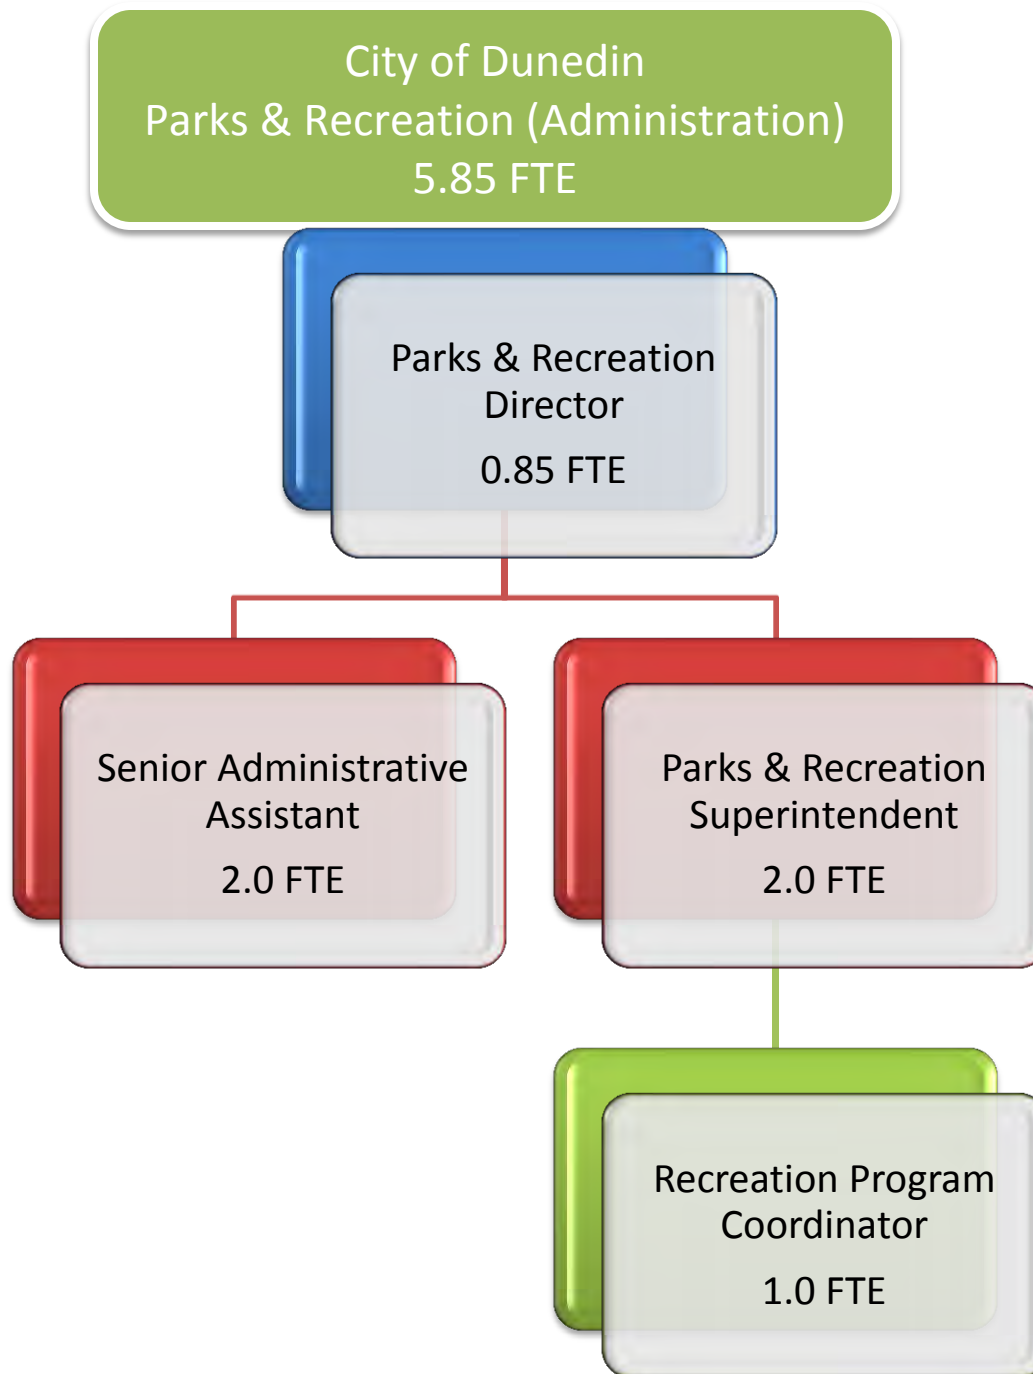 City of Dunedin
Parks & Recreation (Administration)
5.85 FTE
Parks & Recreation
Director
0.85 FTE
Senior Administrative
Assistant
2.0 FTE
Parks & Recreation
Superintendent
2.0 FTE
Recreation Program
Coordinator
1.0 FTE